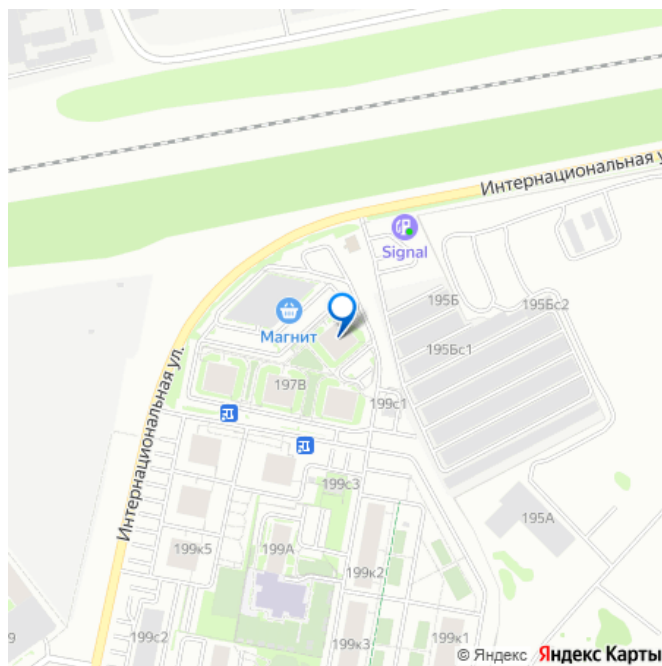 Интернациональная у
Signal
195Б
195Бс2
Магнит
195Бс1
Интернациональная ул.
197В
199с1
199с3
195А
199к5
199А
199к2
9
199с2
199к3
199к1
© Яндекс Яндекс Карты